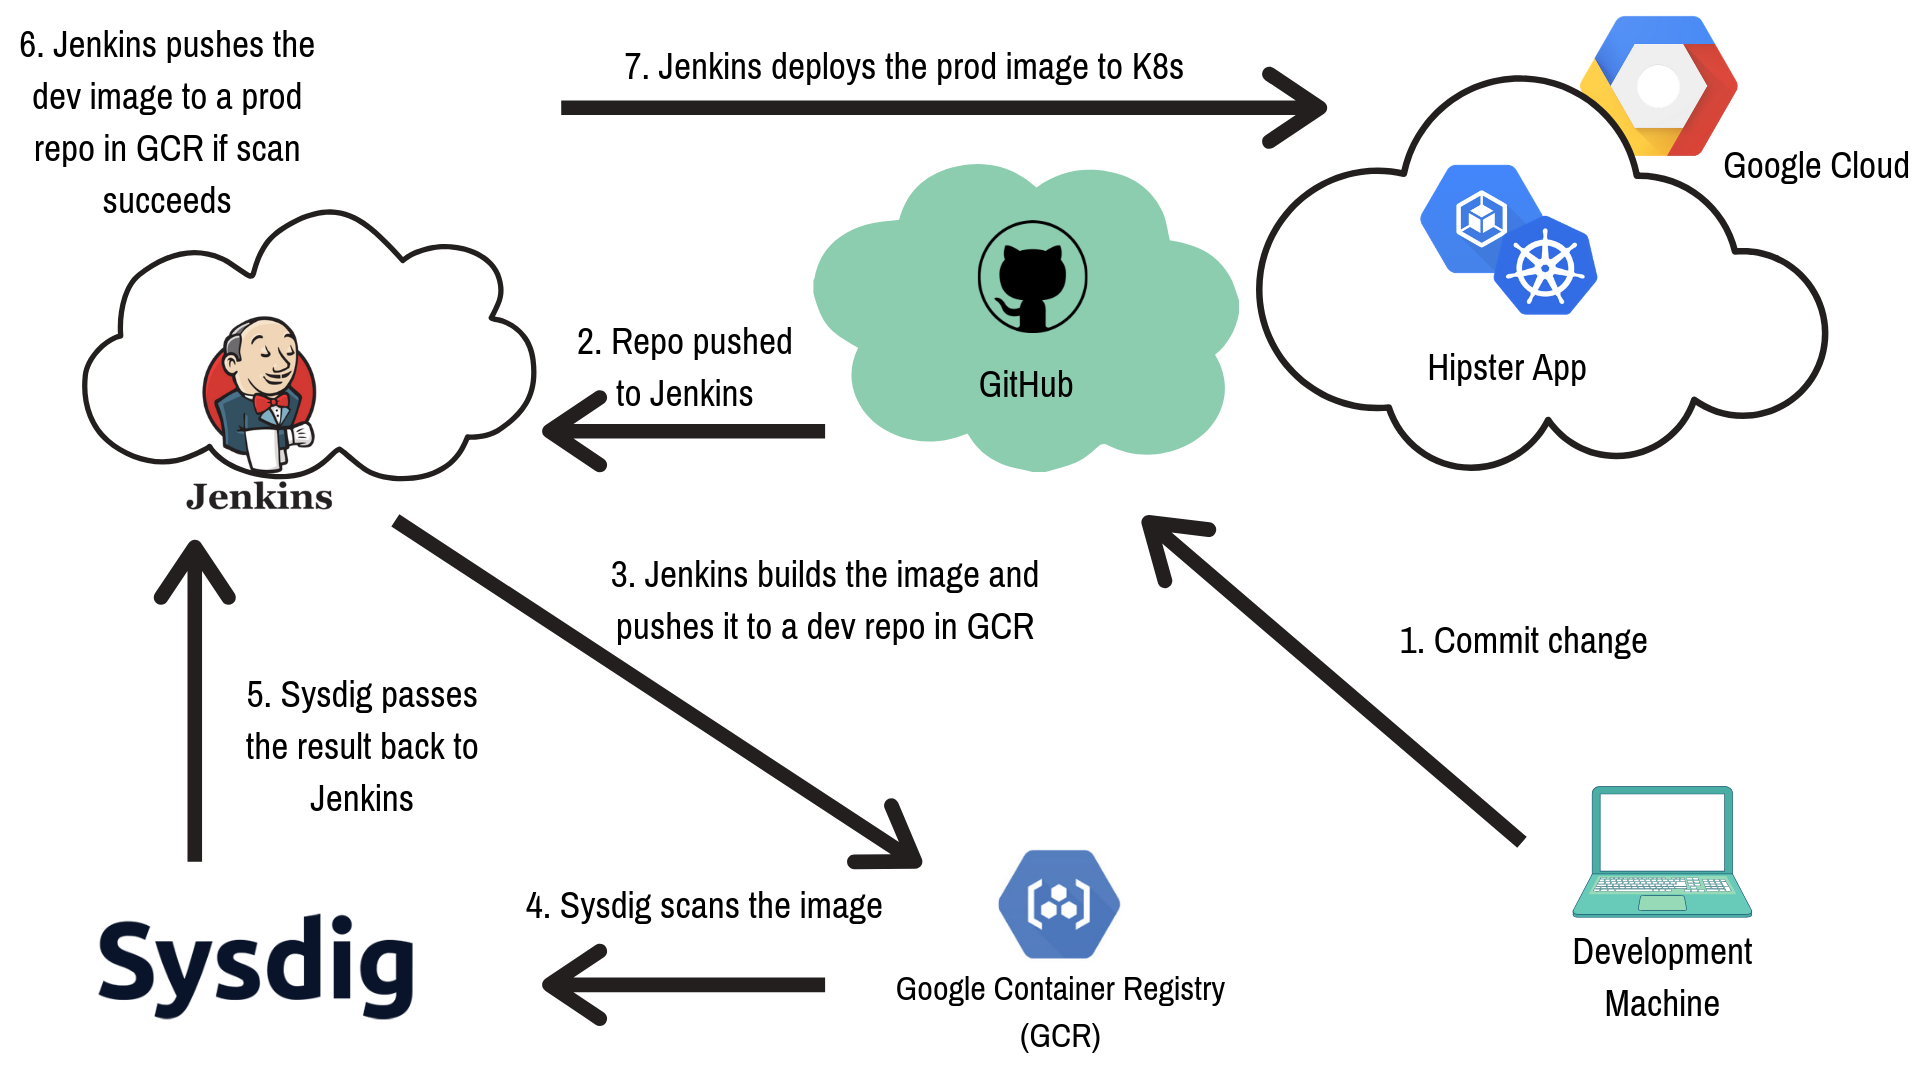 6. Jenkins pushes the
dev image to a prod
repo in GCR if scan
succeeds
7. Jenkins deploys the prod image to K8s
Google Cloud
2. Repo pushed
to Jenkins
GitHub
Hipster App
Jenkins
3. Jenkins builds the image and
pushes it to a dev repo in GCR
1. Commit change
5. Sysdig passes
the result back to
Jenkins
4. Sysdig scans the image
Sysdig
Google Container Registry
(GCR)
Development
Machine